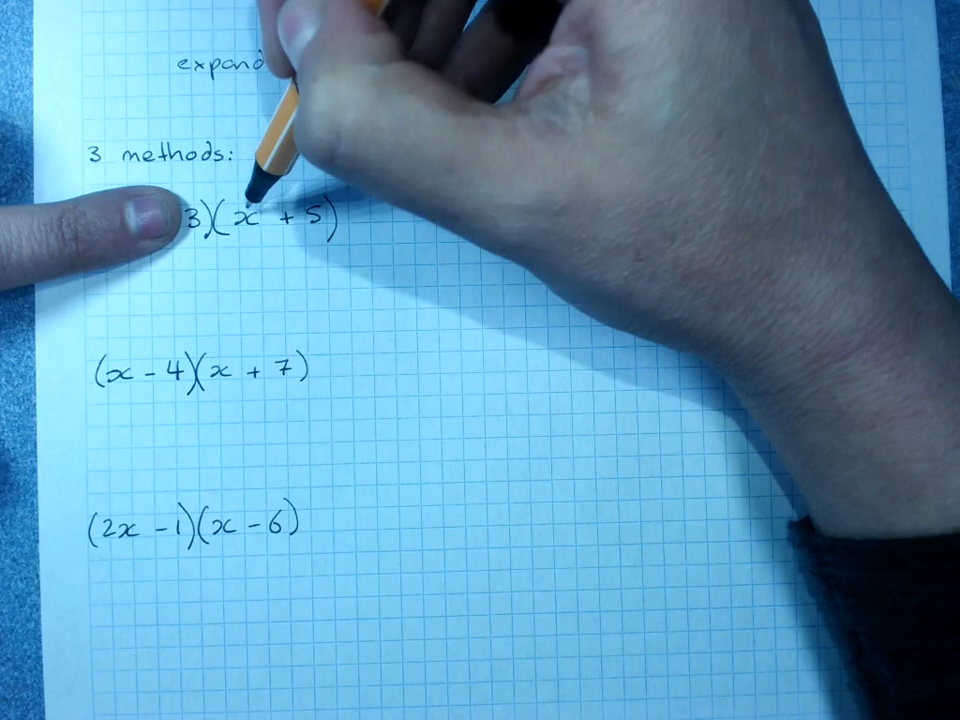 expand
3 methods:
3)(x + 5)
(x - 4)(x + 7)
(2x - 1)(x - 6)